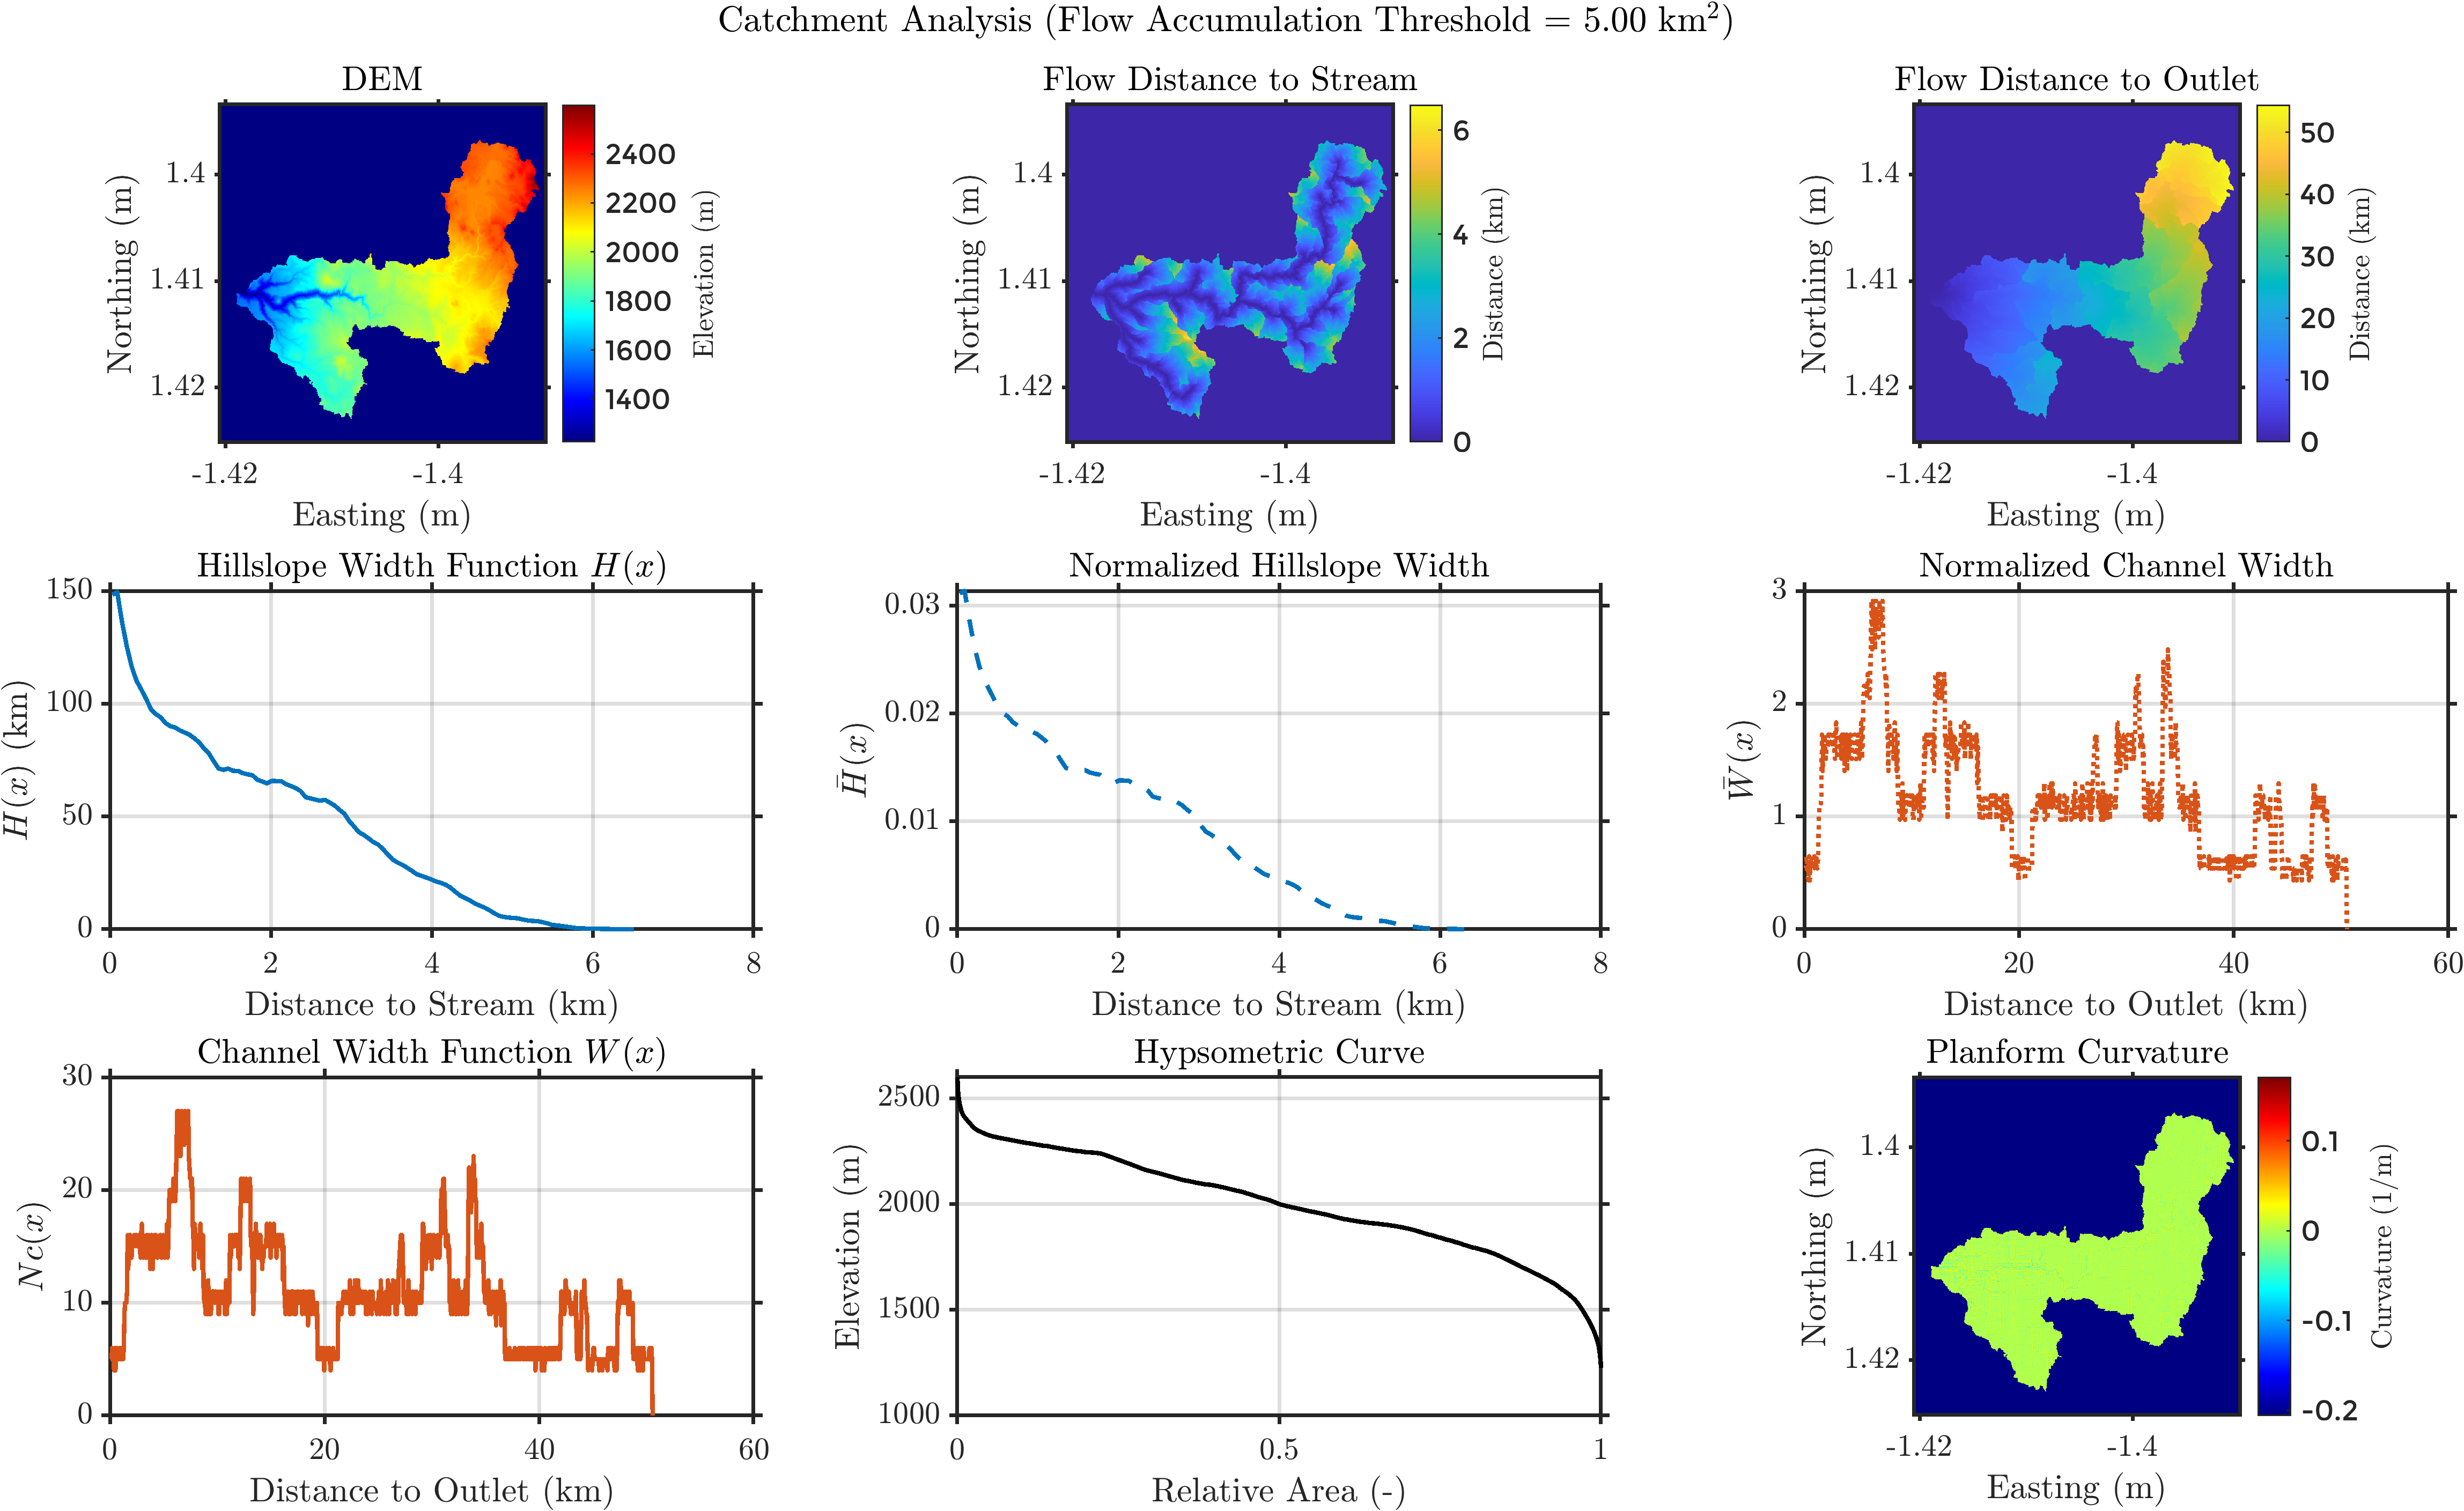 Catchment Analysis (Flow Accumulation Threshold = 5.00 km²)
DEM
Northing (m)
1.4
1.41
1.42
-1.42
-1.4
Easting (m)
2400
2200
2000
1800
1600
1400
Elevation (m)
Flow Distance to Stream
Northing (m)
1.4
1.41
1.42
-1.42
-1.4
Easting (m)
6
4
2
0
Distance (km)
Flow Distance to Outlet
Northing (m)
1.4
1.41
1.42
-1.42
-1.4
Easting (m)
50
40
30
20
10
0
Distance (km)
Hillslope Width Function H(x)
H(x) (km)
150
100
50
0
0 2 4 6 8
Distance to Stream (km)
Normalized Hillslope Width
H̄(x)
0.03
0.02
0.01
0
0 2 4 6 8
Distance to Stream (km)
Normalized Channel Width
W̄(x)
3
2
1
0
0 20 40 60
Distance to Outlet (km)
Channel Width Function W(x)
Nc(x)
30
20
10
0
0 20 40 60
Distance to Outlet (km)
Hypsometric Curve
Elevation (m)
2500
2000
1500
1000
0 0.5 1
Relative Area (-)
Planform Curvature
Northing (m)
1.4
1.41
1.42
-1.42
-1.4
Easting (m)
0.1
0
-0.1
-0.2
Curvature (1/m)